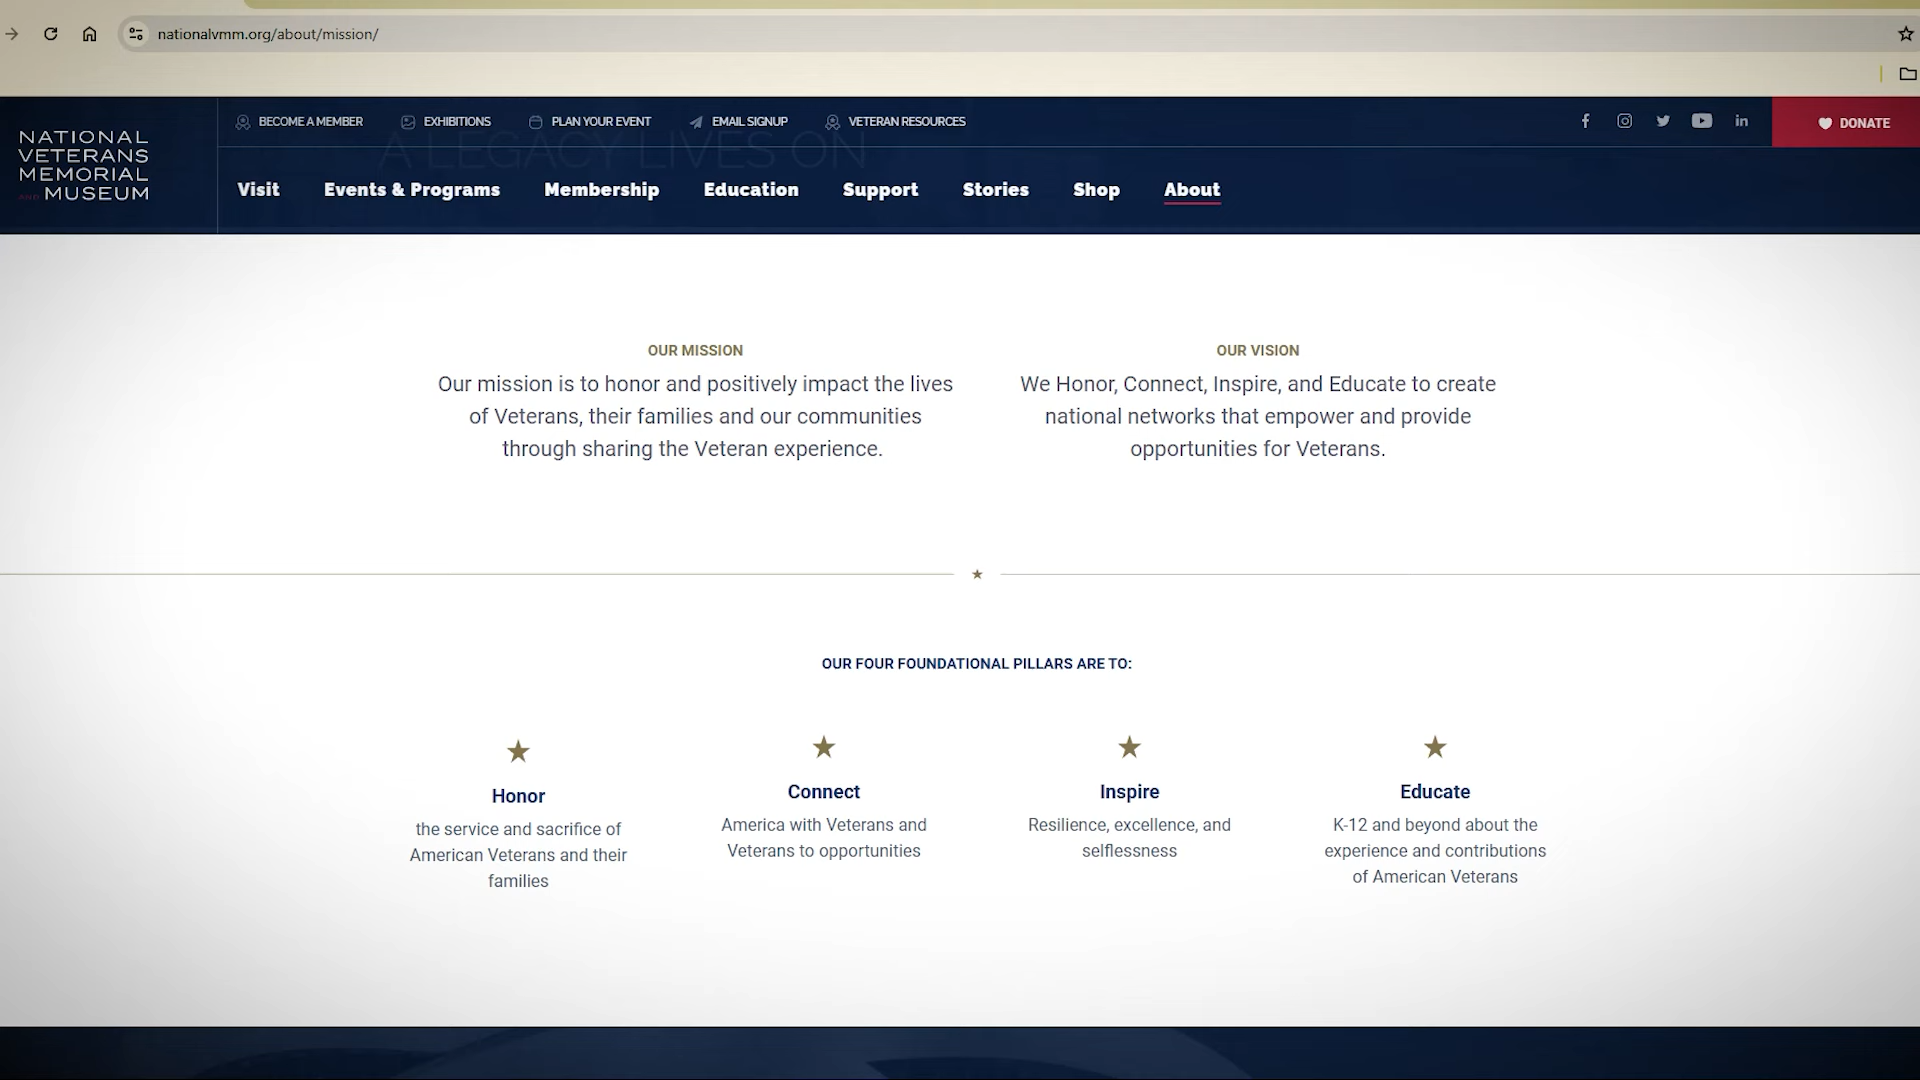 nationalvmm.org/about/mission/
NATIONAL
VETERANS
MEMORIAL
AND MUSEUM
BECOME A MEMBER
EXHIBITIONS
PLAN YOUR EVENT
EMAIL SIGNUP
VETERAN RESOURCES
DONATE
A LEGACY LIVES ON
Visit
Events & Programs
Membership
Education
Support
Stories
Shop
About
OUR MISSION
Our mission is to honor and positively impact the lives
of Veterans, their families and our communities
through sharing the Veteran experience.
OUR VISION
We Honor, Connect, Inspire, and Educate to create
national networks that empower and provide
opportunities for Veterans.
OUR FOUR FOUNDATIONAL PILLARS ARE TO:
Honor
the service and sacrifice of
American Veterans and their
families
Connect
America with Veterans and
Veterans to opportunities
Inspire
Resilience, excellence, and
selflessness
Educate
K-12 and beyond about the
experience and contributions
of American Veterans